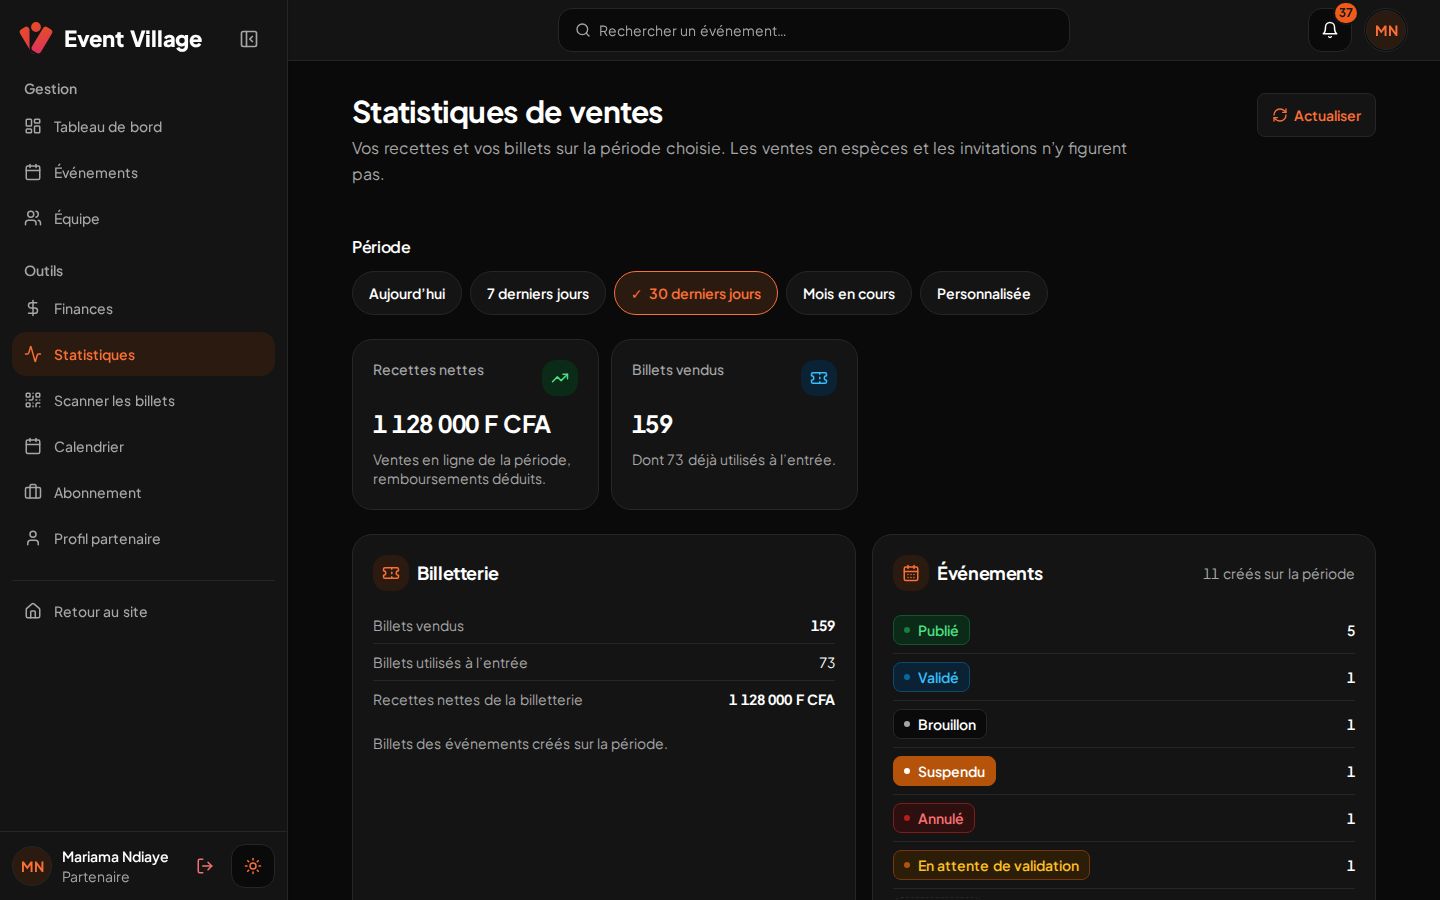 Event Village
Gestion
Tableau de bord
Événements
Équipe
Outils
Finances
Statistiques
Scanner les billets
Calendrier
Abonnement
Profil partenaire
Retour au site
MN
Mariama Ndiaye
Partenaire
Rechercher un événement…
37
MN
Statistiques de ventes
Vos recettes et vos billets sur la période choisie. Les ventes en espèces et les invitations n’y figurent
pas.
Actualiser
Période
Aujourd’hui
7 derniers jours
✓ 30 derniers jours
Mois en cours
Personnalisée
Recettes nettes
1 128 000 F CFA
Ventes en ligne de la période,
remboursements déduits.
Billets vendus
159
Dont 73 déjà utilisés à l’entrée.
Billetterie
Billets vendus 159
Billets utilisés à l’entrée 73
Recettes nettes de la billetterie 1 128 000 F CFA
Billets des événements créés sur la période.
Événements 11 créés sur la période
Publié 5
Validé 1
Brouillon 1
Suspendu 1
Annulé 1
En attente de validation 1